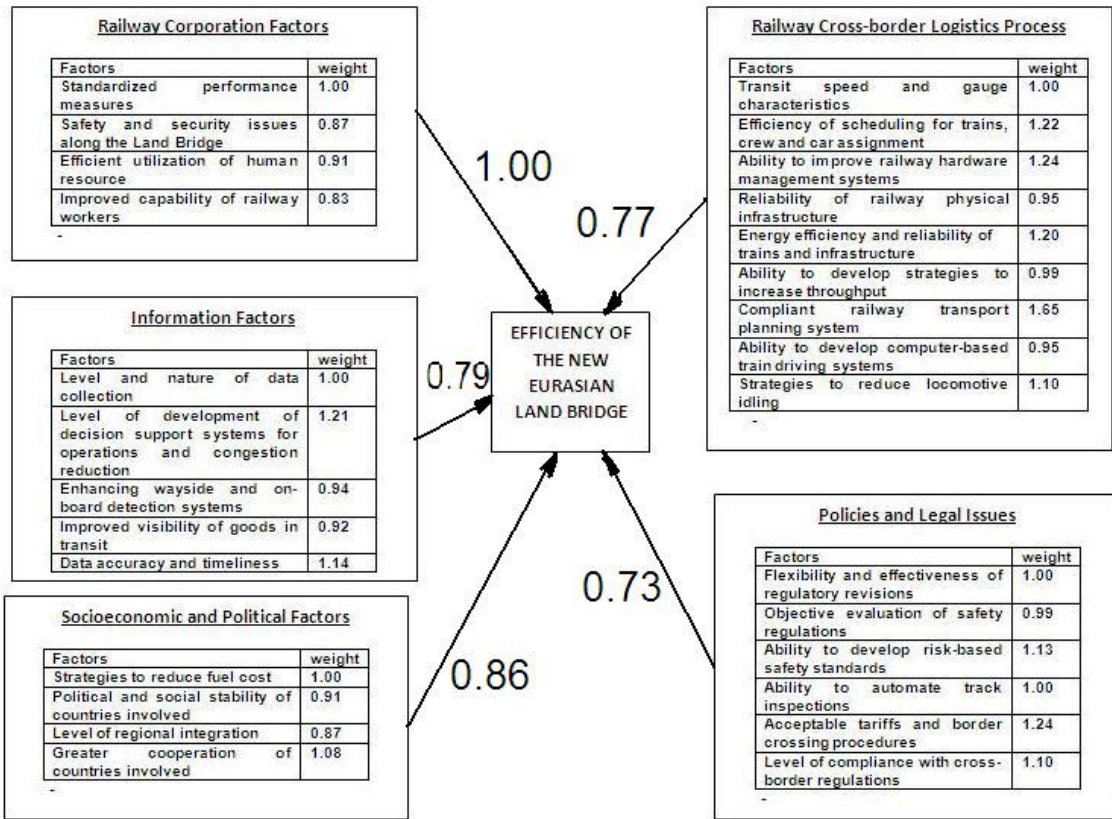 Railway Corporation Factors
Factors weight
Standardized performance
measures 1.00
Safety and security issues
along the Land Bridge 0.87
Efficient utilization of human
resource 0.91
Improved capability of railway
workers 0.83
-
Information Factors
Factors weight
Level and nature of data
collection 1.00
Level of development of
decision support systems for
operations and congestion
reduction 1.21
Enhancing wayside and on-
board detection systems 0.94
Improved visibility of goods in
transit 0.92
Data accuracy and timeliness 1.14
Socioeconomic and Political Factors
Factors weight
Strategies to reduce fuel cost 1.00
Political and social stability of
countries involved 0.91
Level of regional integration 0.87
Greater cooperation of
countries involved 1.08
-
1.00
0.77
0.79
0.86
0.73
EFFICIENCY OF
THE NEW
EURASIAN
LAND BRIDGE
Railway Cross-border Logistics Process
Factors weight
Transit speed and gauge
characteristics 1.00
Efficiency of scheduling for trains,
crew and car assignment 1.22
Ability to improve railway hardware
management systems 1.24
Reliability of railway physical
infrastructure 0.95
Energy efficiency and reliability of
trains and infrastructure 1.20
Ability to develop strategies to
increase throughput 0.99
Compliant railway transport
planning system 1.65
Ability to develop computer-based
train driving systems 0.95
Strategies to reduce locomotive
idling 1.10
-
Policies and Legal Issues
Factors weight
Flexibility and effectiveness of
regulatory revisions 1.00
Objective evaluation of safety
regulations 0.99
Ability to develop risk-based
safety standards 1.13
Ability to automate track
inspections 1.00
Acceptable tariffs and border
crossing procedures 1.24
Level of compliance with cross-
border regulations 1.10
-